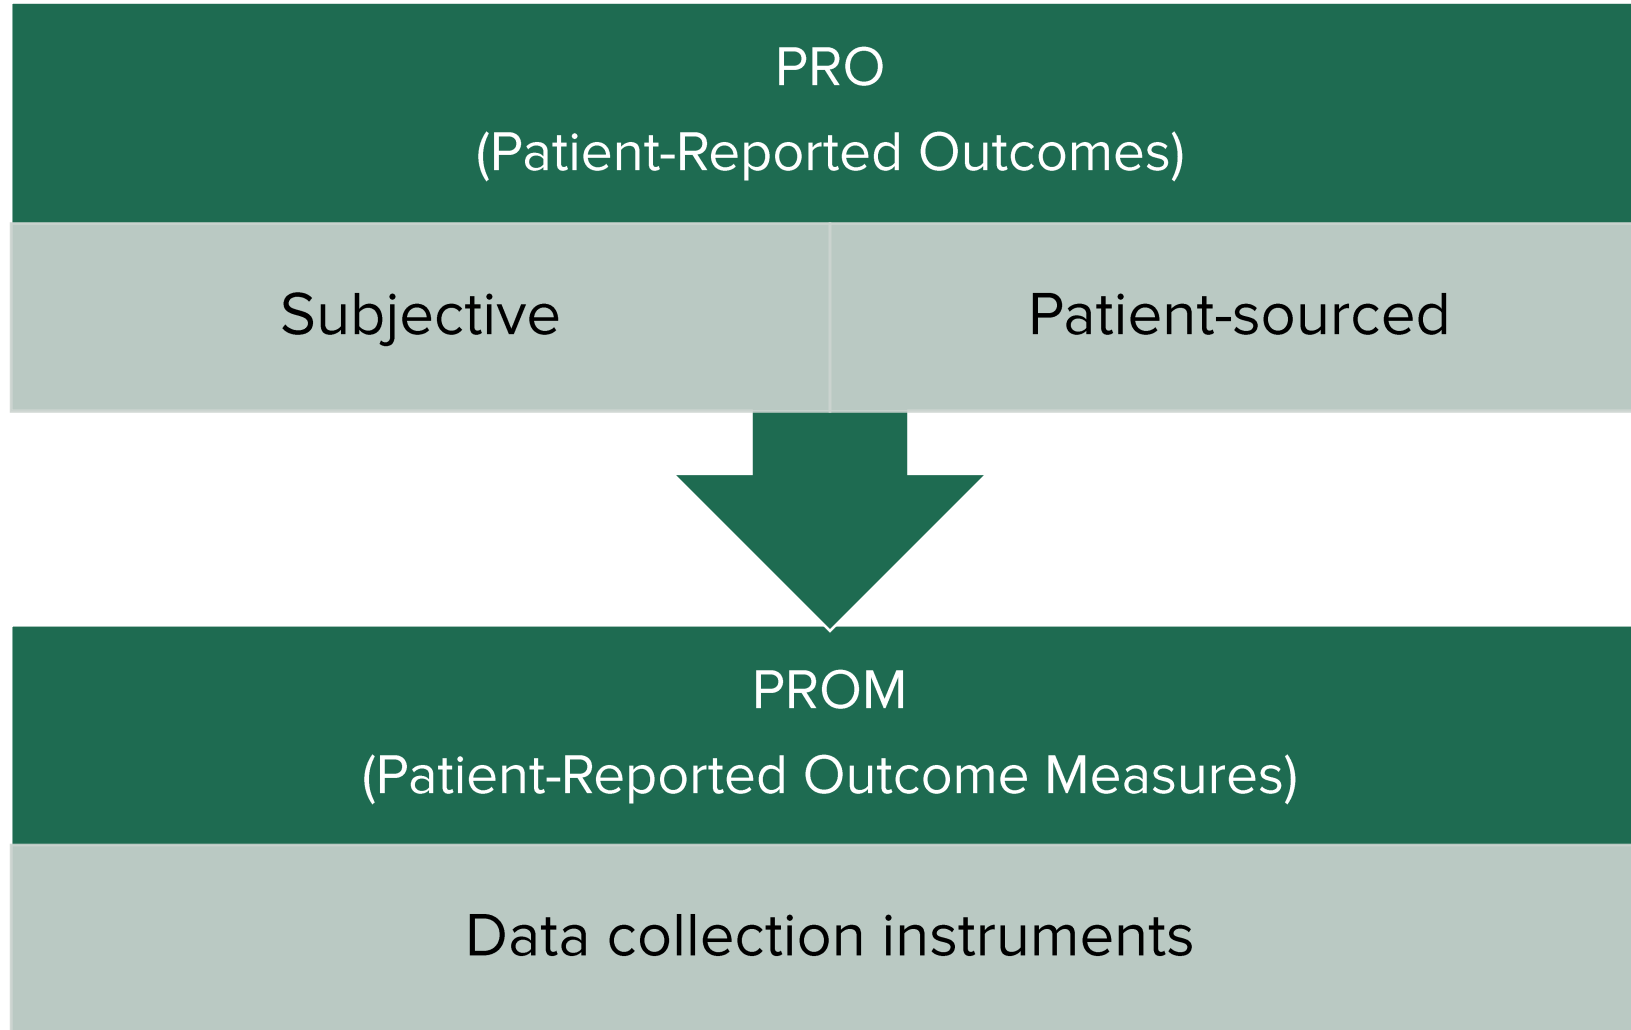 PRO
(Patient-Reported Outcomes)
Subjective
Patient-sourced
PROM
(Patient-Reported Outcome Measures)
Data collection instruments